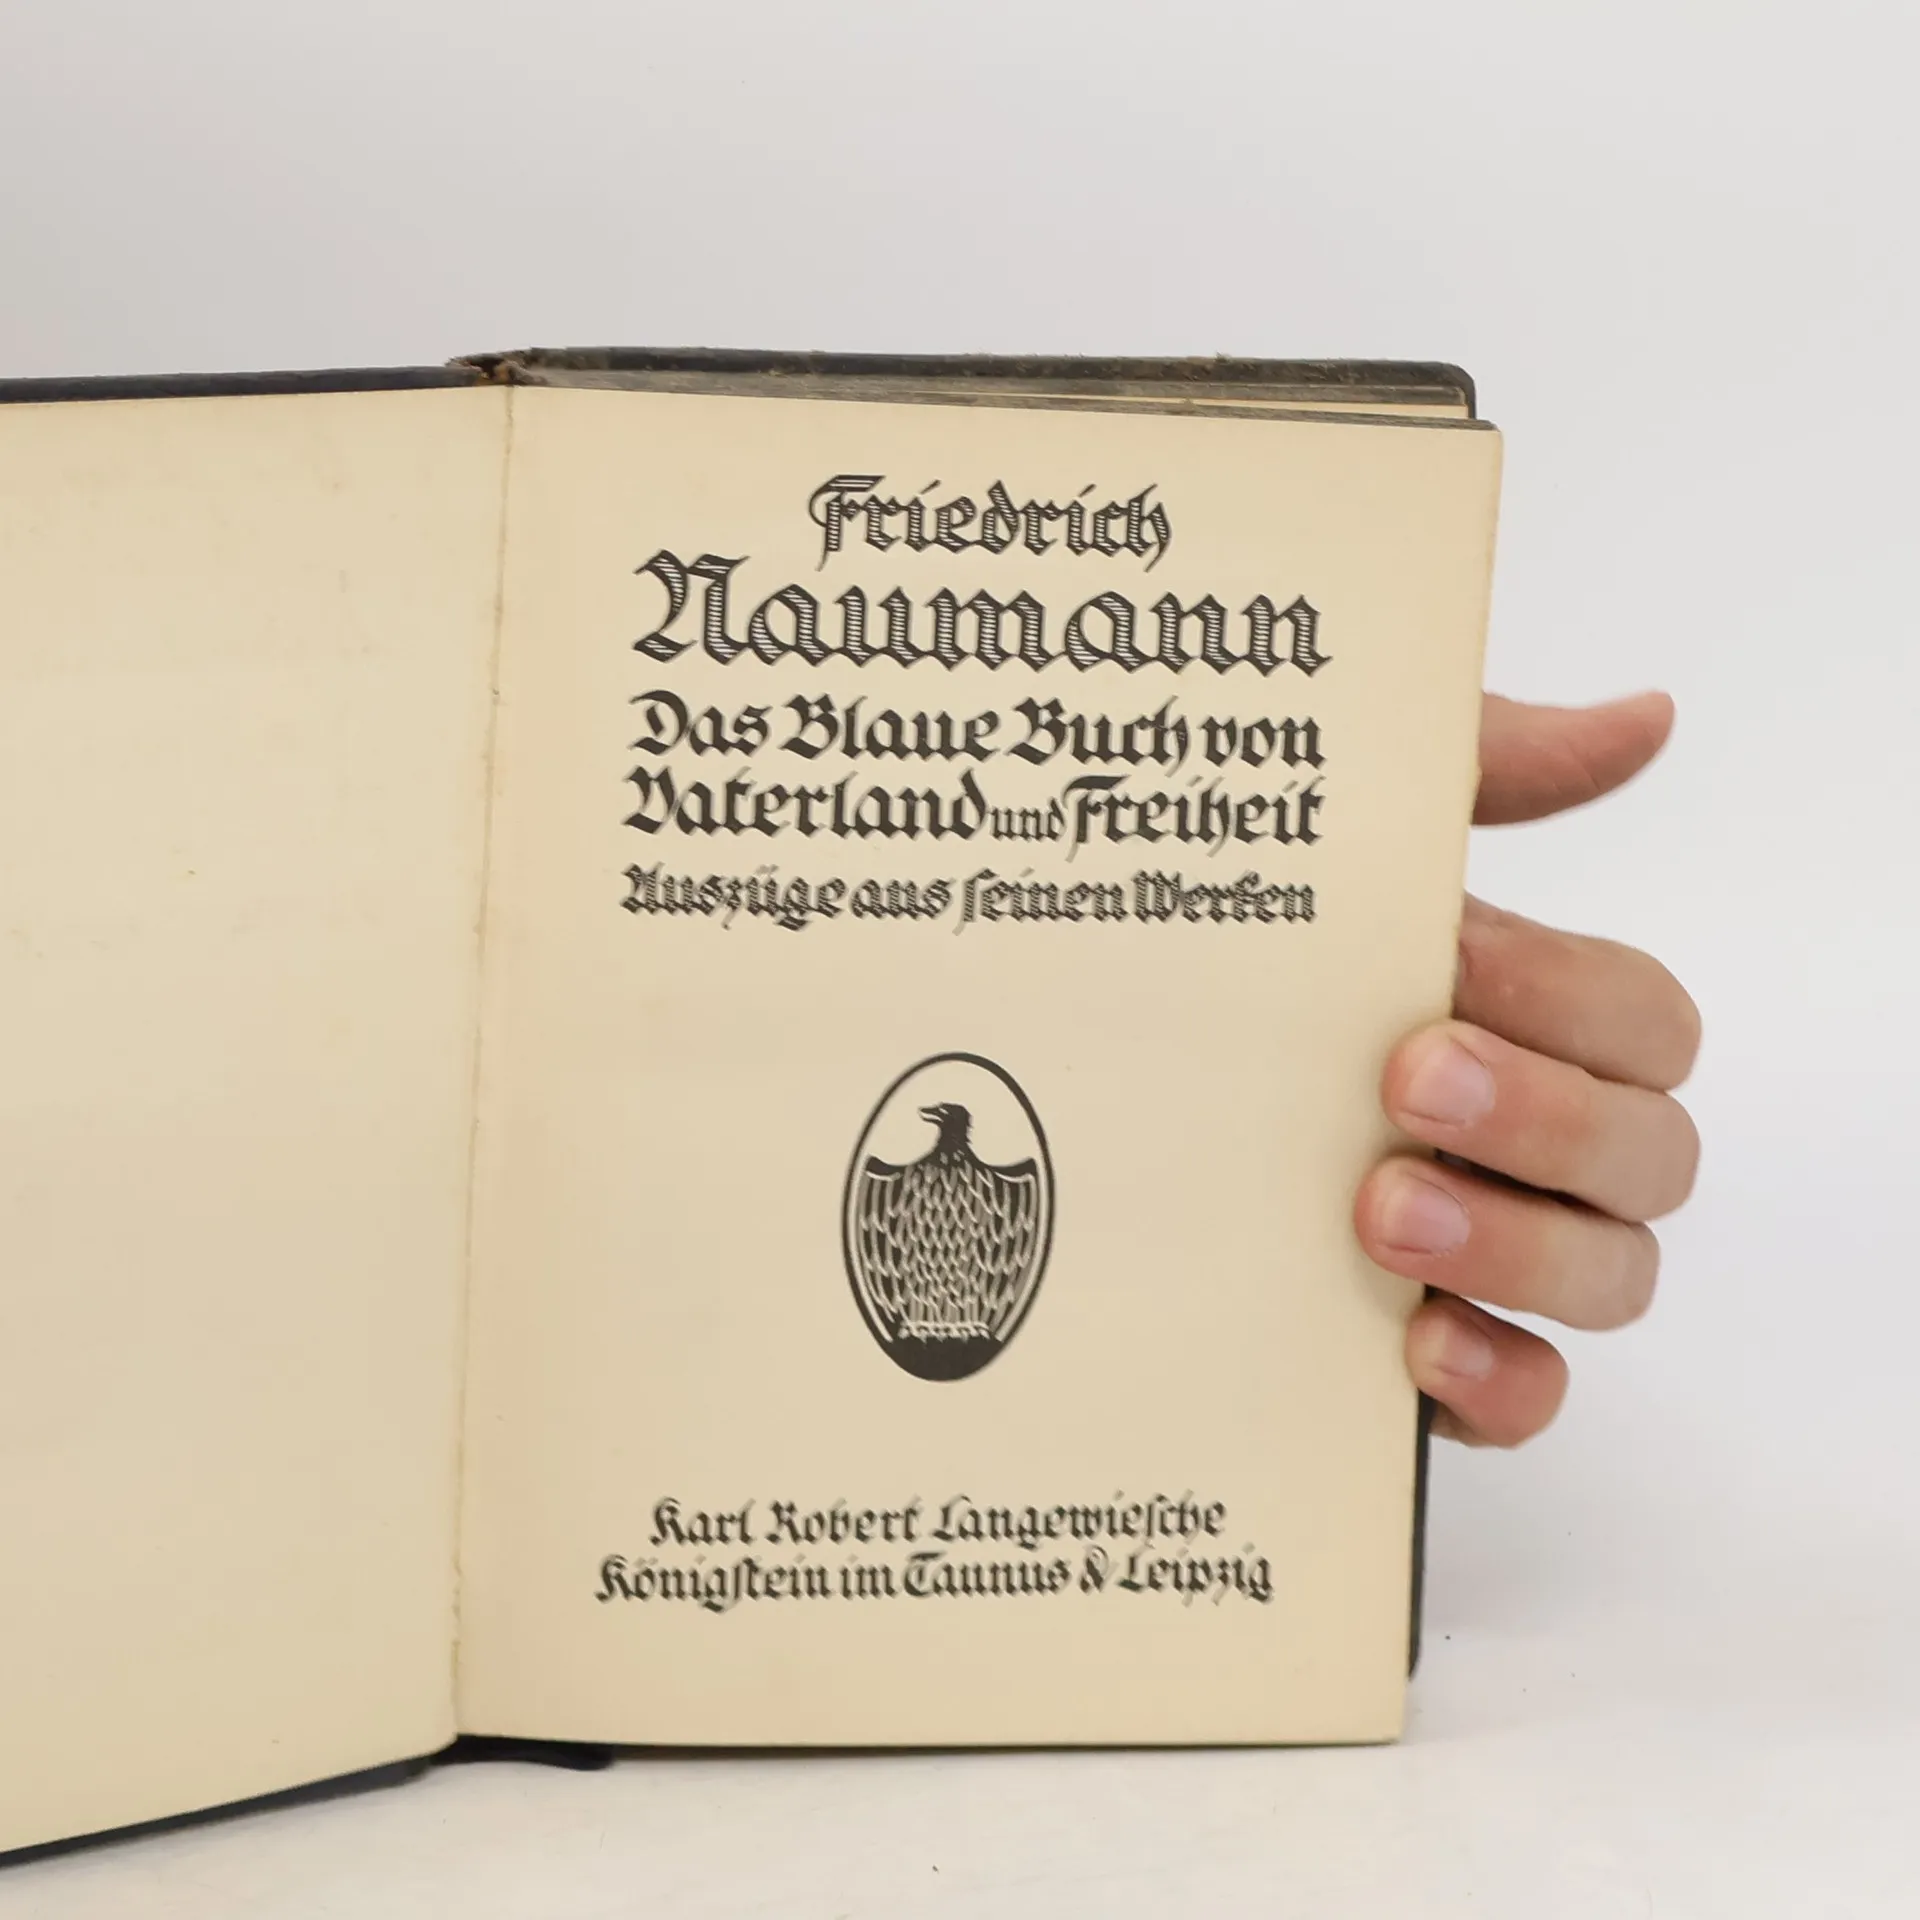 Friedrich
Naumann
Das Blaue Buch von
Vaterland und Freiheit
Auszüge aus ſeinen Werken
Karl Robert Langewieſche
Königſtein im Taunus & Leipzig